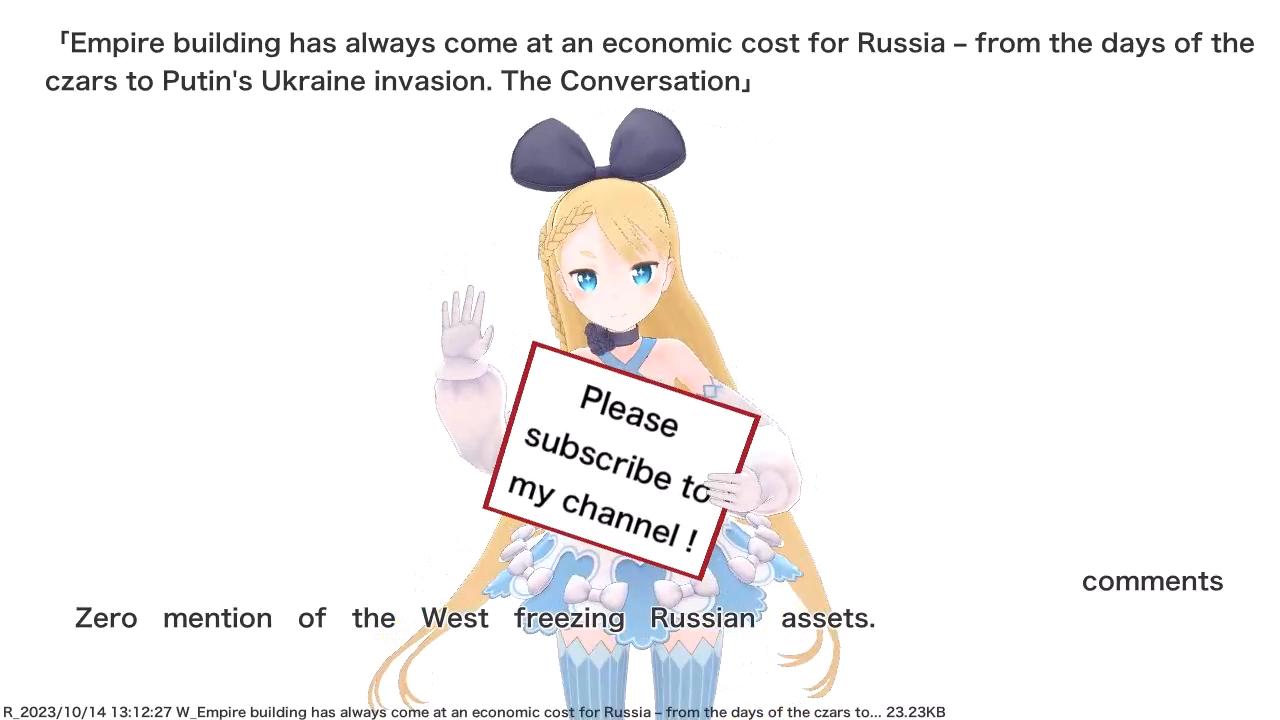 「Empire building has always come at an economic cost for Russia – from the days of the
czars to Putin's Ukraine invasion. The Conversation」
Please
subscribe to
my channel !
comments
Zero mention of the West freezing Russian assets.
R_2023/10/14 13:12:27 W_Empire building has always come at an economic cost for Russia – from the days of the czars to... 23.23KB